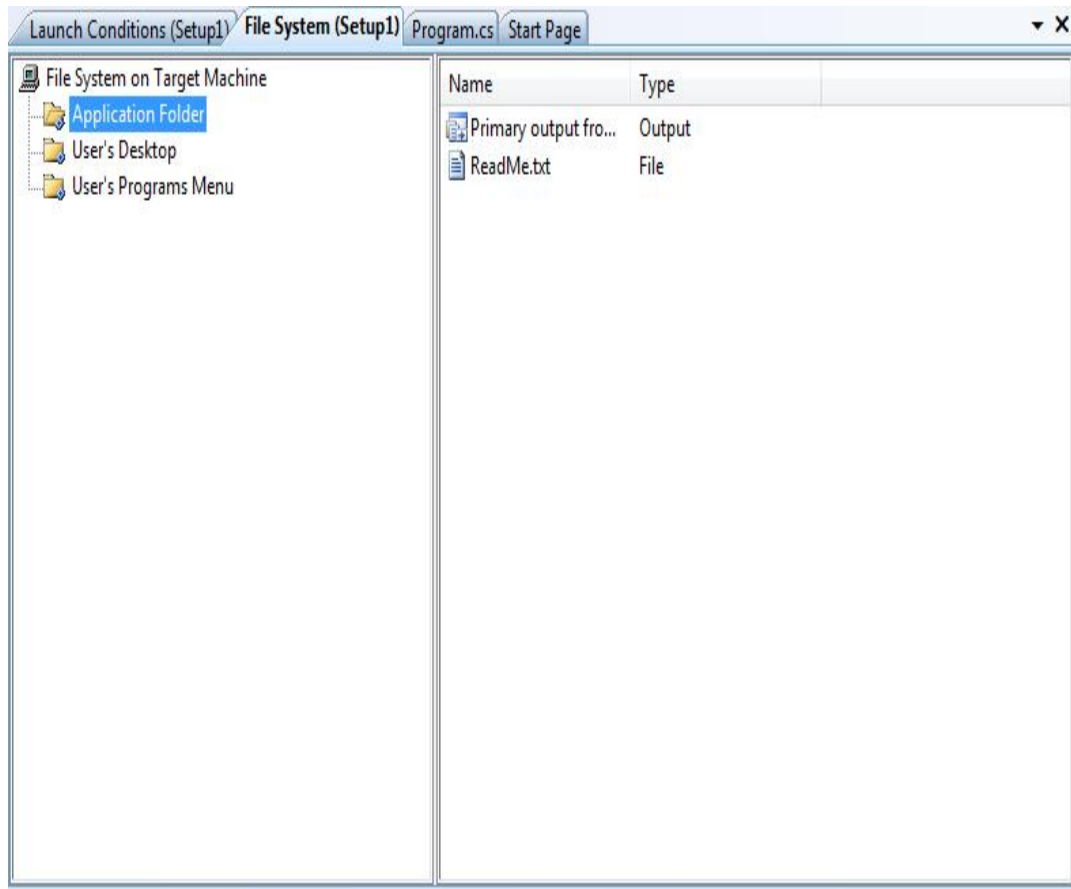 Launch Conditions (Setup1) File System (Setup1) Program.cs Start Page
File System on Target Machine
Application Folder
User's Desktop
User's Programs Menu
Name Type
Primary output fro... Output
ReadMe.txt File